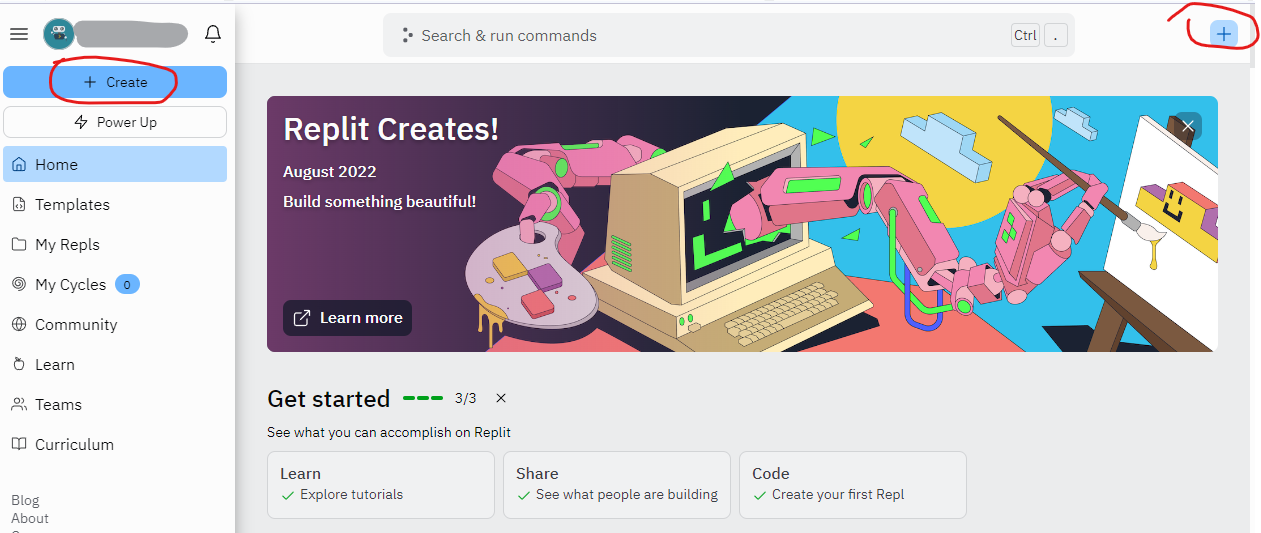 Create
Power Up
Home
Templates
My Repls
My Cycles 0
Community
Learn
Teams
Curriculum
Blog
About
Search & run commands
Ctrl .
Replit Creates!
August 2022
Build something beautiful!
Learn more
Get started 3/3
See what you can accomplish on Replit
Learn
Explore tutorials
Share
See what people are building
Code
Create your first Repl